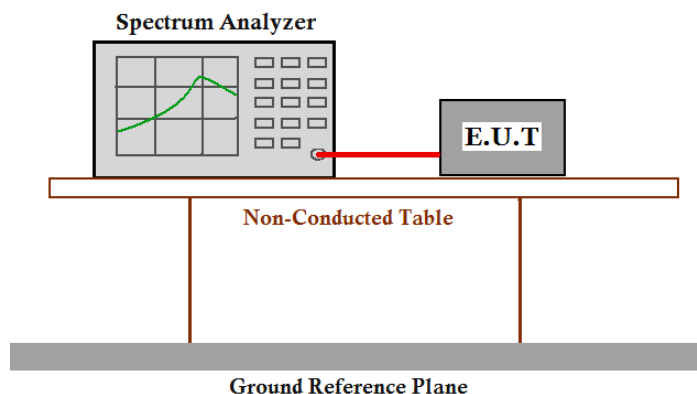 Spectrum Analyzer
E.U.T
Non-Conducted Table
Ground Reference Plane